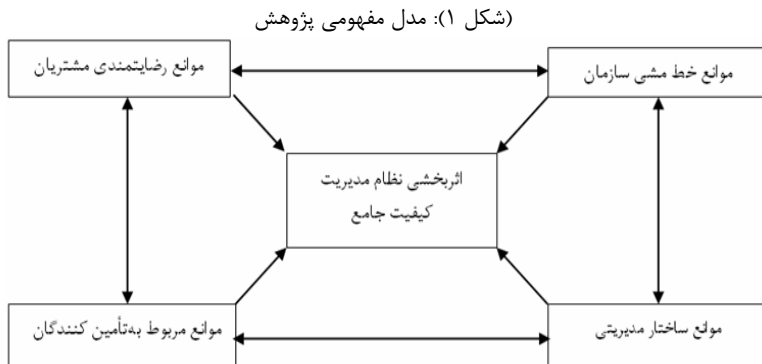 (شکل ۱): مدل مفهومی پژوهش
موانع خط مشی سازمان
موانع رضایتمندی مشتریان
اثربخشی نظام مدیریت
کیفیت جامع
موانع ساختار مدیریتی
موانع مربوط به‌تأمین کنندگان